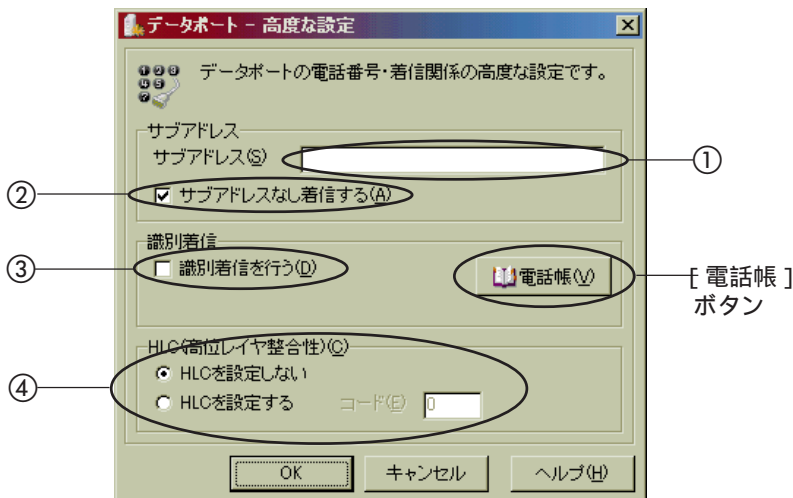 データポート - 高度な設定
データポートの電話番号・着信関係の高度な設定です。
サブアドレス
サブアドレス(S)
①
②
サブアドレスなし着信する(A)
識別着信
③
識別着信を行う(D)
電話帳(V)
[ 電話帳 ]
ボタン
HLC(高位レイヤ整合性)(C)
④
HLCを設定しない
HLCを設定する コード(E) 0
OK キャンセル ヘルプ(H)